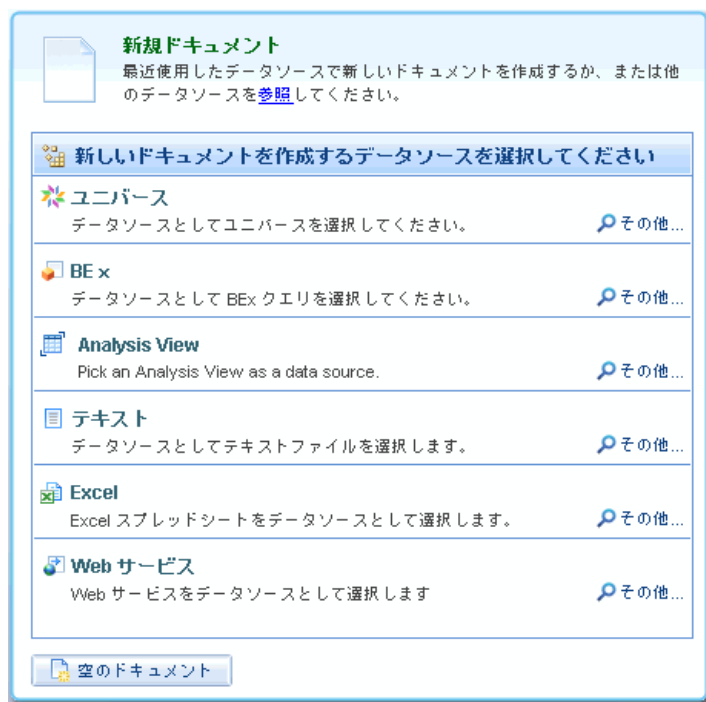 新規ドキュメント
最近使用したデータソースで新しいドキュメントを作成するか、または他
のデータソースを参照してください。
新しいドキュメントを作成するデータソースを選択してください
ユニバース
データソースとしてユニバースを選択してください。 その他...
BE x
データソースとして BEx クエリを選択してください。 その他...
Analysis View
Pick an Analysis View as a data source. その他...
テキスト
データソースとしてテキストファイルを選択します。 その他...
Excel
Excel スプレッドシートをデータソースとして選択します。 その他...
Web サービス
Web サービスをデータソースとして選択します その他...
空のドキュメント